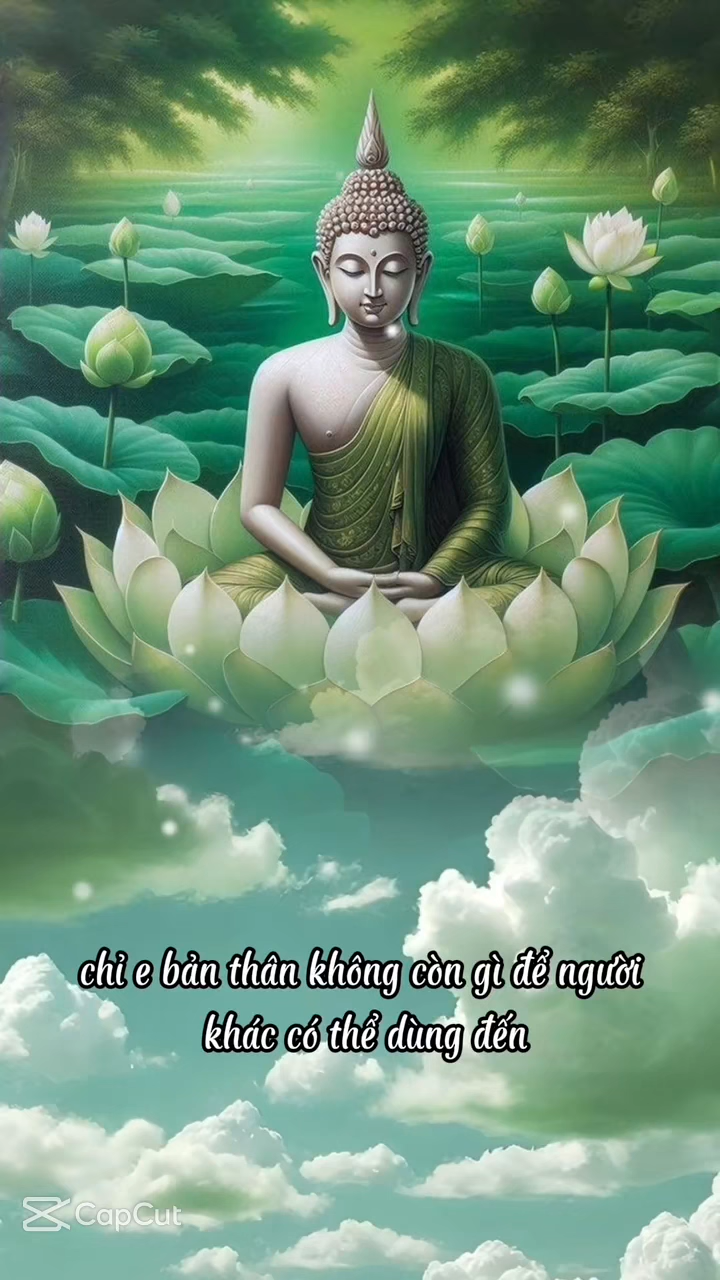 chỉ e bản thân không còn gì để người
khác có thể dùng đến
CapCut